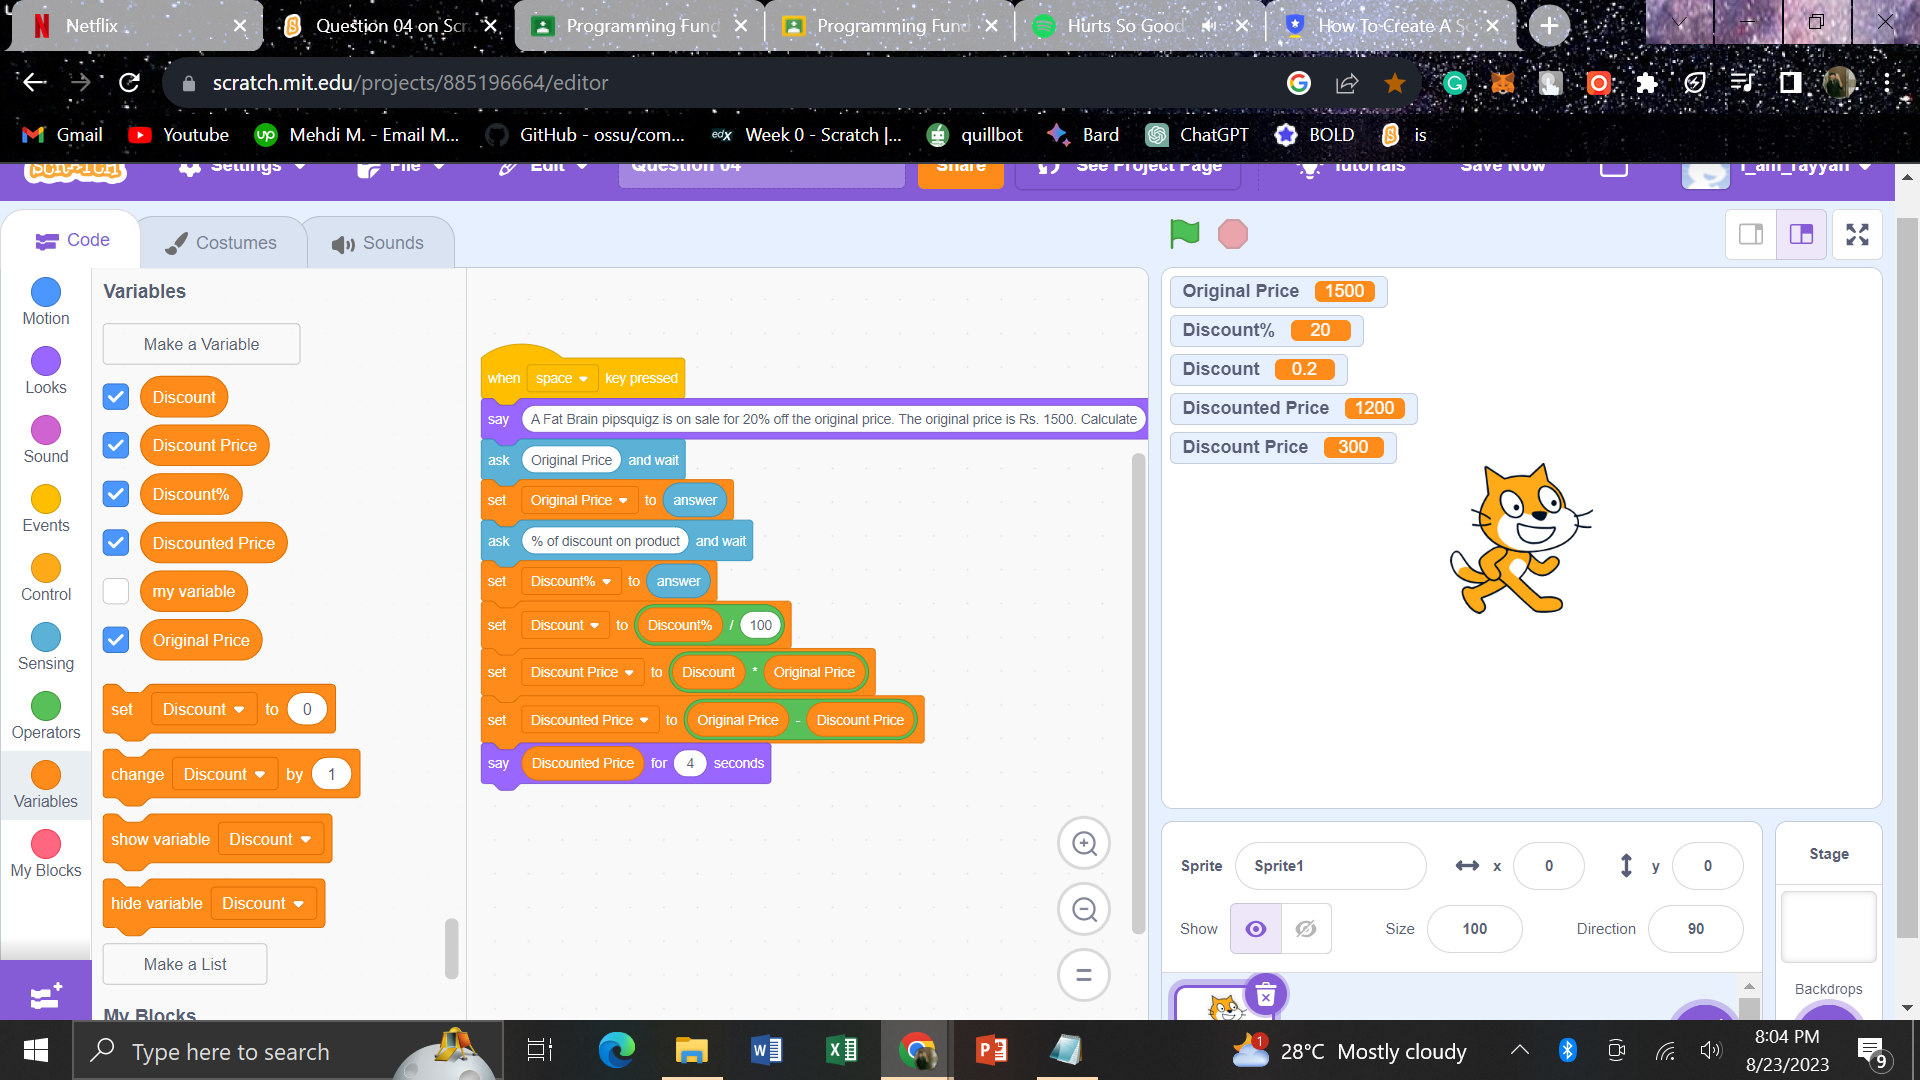 Netflix
Question 04 on Scr
Programming Fund
Programming Fund
Hurts So Good
How To Create A Sc
scratch.mit.edu/projects/885196664/editor
Gmail
Youtube
Mehdi M. - Email M...
GitHub - ossu/com...
edX
Week 0 - Scratch |...
quillbot
Bard
ChatGPT
BOLD
is
SCRATCH
Settings
File
Edit
Question 04
Share
See Project Page
Tutorials
Save Now
i_am_rayyan
Code
Costumes
Sounds
Motion
Looks
Sound
Events
Control
Sensing
Operators
Variables
My Blocks
Variables
Make a Variable
Discount
Discount Price
Discount%
Discounted Price
my variable
Original Price
set Discount to 0
change Discount by 1
show variable Discount
hide variable Discount
Make a List
My Blocks
when space key pressed
say A Fat Brain pipsquigz is on sale for 20% off the original price. The original price is Rs. 1500. Calculate
ask Original Price and wait
set Original Price to answer
ask % of discount on product and wait
set Discount% to answer
set Discount to Discount% / 100
set Discount Price to Discount * Original Price
set Discounted Price to Original Price - Discount Price
say Discounted Price for 4 seconds
Original Price 1500
Discount% 20
Discount 0.2
Discounted Price 1200
Discount Price 300
Sprite Sprite1 x 0 y 0
Show Size 100 Direction 90
Stage
Backdrops
Type here to search
1
28°C Mostly cloudy
8:04 PM
8/23/2023
9